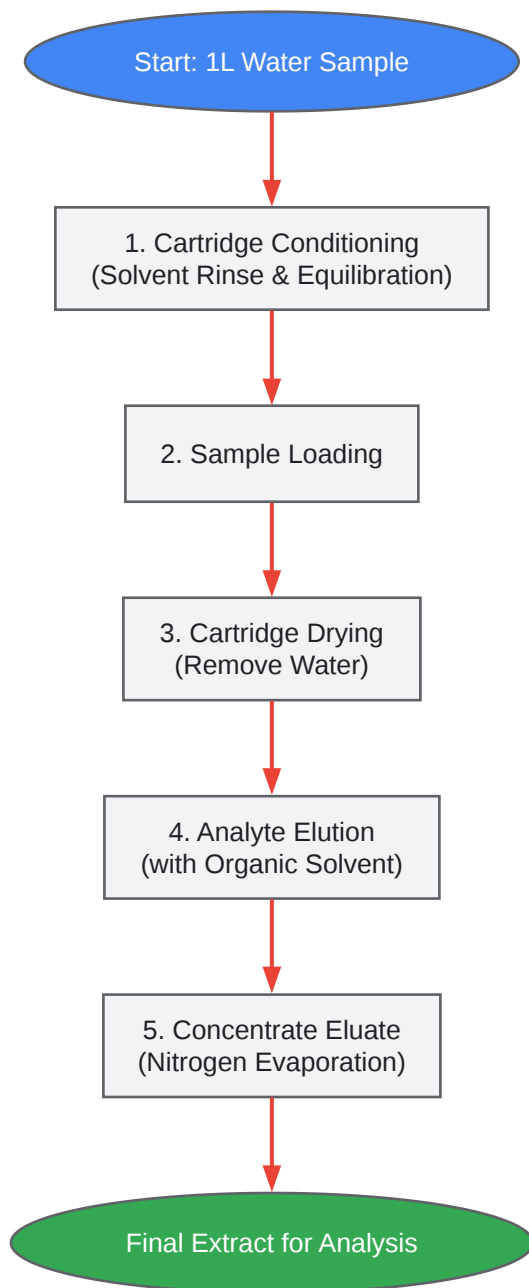 Start: 1L Water Sample
1. Cartridge Conditioning
(Solvent Rinse & Equilibration)
2. Sample Loading
3. Cartridge Drying
(Remove Water)
4. Analyte Elution
(with Organic Solvent)
5. Concentrate Eluate
(Nitrogen Evaporation)
Final Extract for Analysis